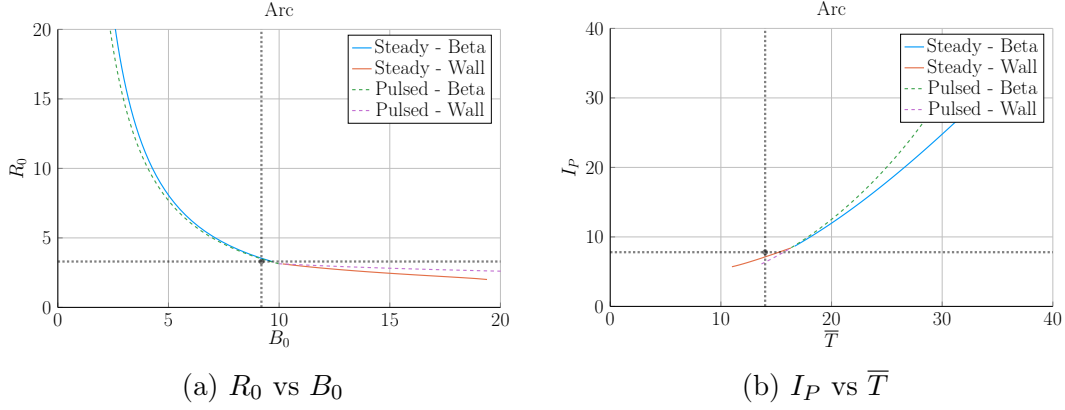 Arc
R₀
20
15
10
5
0
Steady - Beta
Steady - Wall
Pulsed - Beta
Pulsed - Wall
0 5 10 15 20
B₀
(a) R₀ vs B₀
Arc
I_P
40
30
20
10
0
Steady - Beta
Steady - Wall
Pulsed - Beta
Pulsed - Wall
0 10 20 30 40
T̅
(b) I_P vs T̅